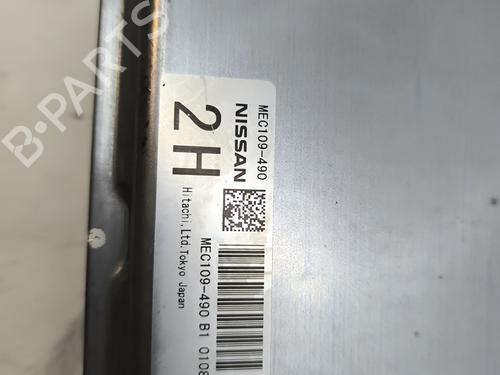 MEC109-490
NISSAN
2H
MEC109-490 B1 0108
Hitachi,Ltd.Tokyo Japan
B-PARTS